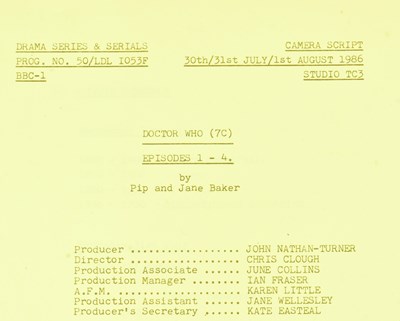 DRAMA SERIES & SERIALS CAMERA SCRIPT
PROG. NO. 50/LDL I053F 30th/31st JULY/1st AUGUST 1986
BBC-1 STUDIO TC3
DOCTOR WHO (7C)
EPISODES 1 - 4.
by
Pip and Jane Baker
Producer .................. JOHN NATHAN-TURNER
Director .................. CHRIS CLOUGH
Production Associate ...... JUNE COLLINS
Production Manager ........ IAN FRASER
A.F.M. .................... KAREN LITTLE
Production Assistant ...... JANE WELLESLEY
Producer's Secretary ...... KATE EASTEAL